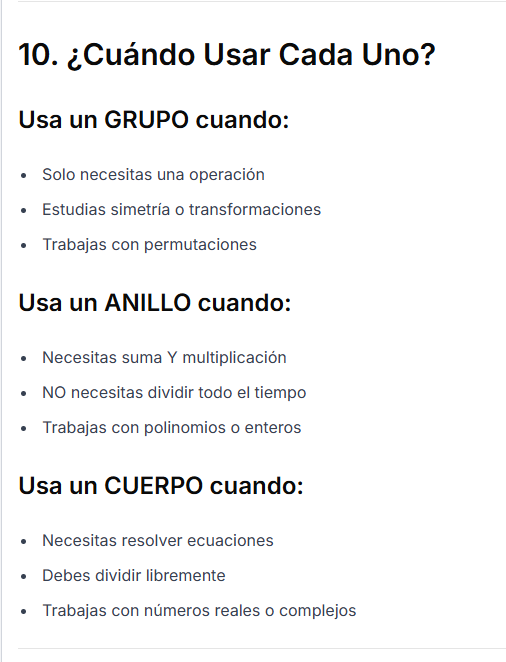 10. ¿Cuándo Usar Cada Uno?
Usa un GRUPO cuando:
• Solo necesitas una operación
• Estudias simetría o transformaciones
• Trabajas con permutaciones
Usa un ANILLO cuando:
• Necesitas suma Y multiplicación
• NO necesitas dividir todo el tiempo
• Trabajas con polinomios o enteros
Usa un CUERPO cuando:
• Necesitas resolver ecuaciones
• Debes dividir libremente
• Trabajas con números reales o complejos